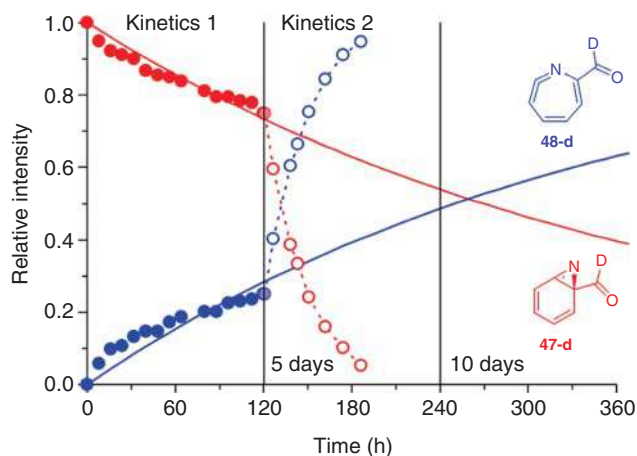 Kinetics 1
Kinetics 2
1.0
0.8
0.6
0.4
0.2
0.0
Relative intensity
D
N
O
48-d
N
D
O
47-d
5 days
10 days
0
60
120
180
240
300
360
Time (h)